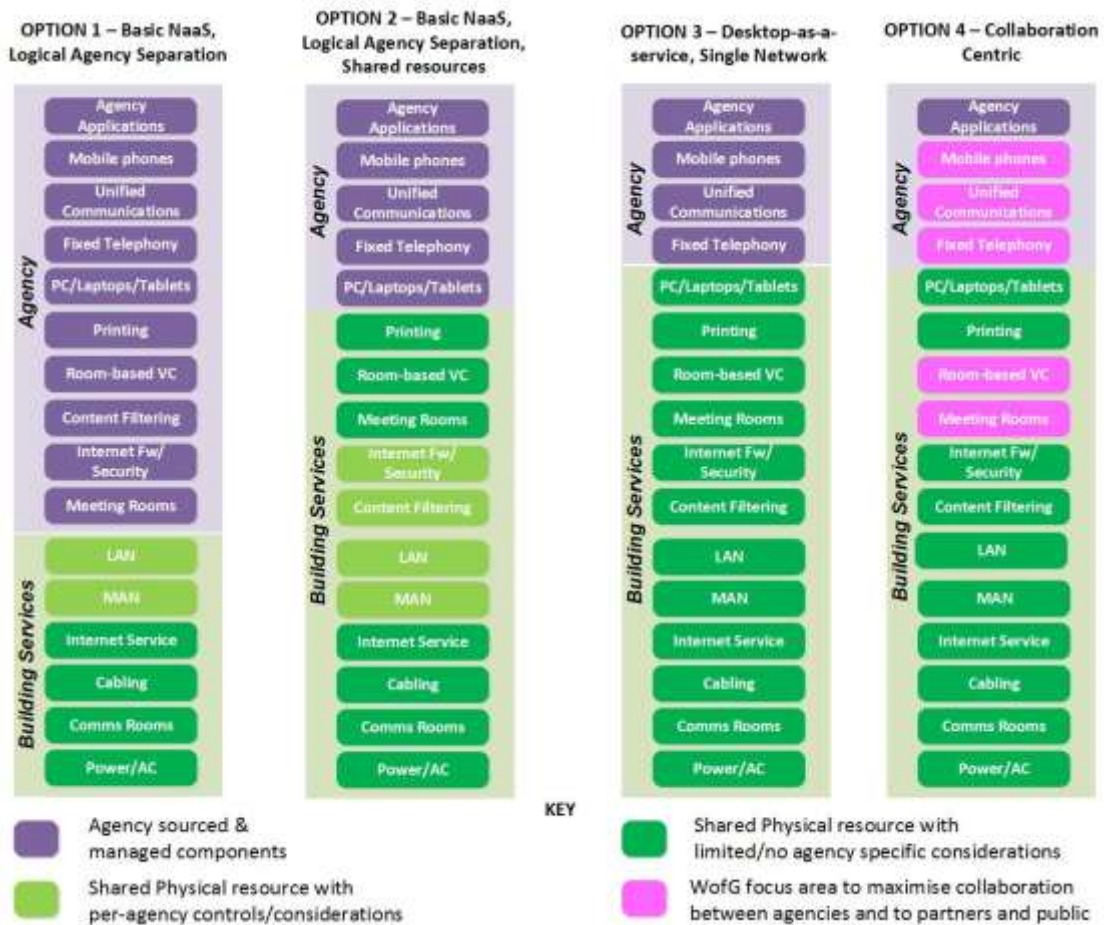 OPTION 1 – Basic NaaS,
Logical Agency Separation
Agency
Agency
Applications
Mobile phones
Unified
Communications
Fixed Telephony
PC/Laptops/Tablets
Printing
Room-based VC
Content Filtering
Internet Fw/
Security
Meeting Rooms
Building Services
LAN
MAN
Internet Service
Cabling
Comms Rooms
Power/AC
OPTION 2 – Basic NaaS,
Logical Agency Separation,
Shared resources
Agency
Agency
Applications
Mobile phones
Unified
Communications
Fixed Telephony
PC/Laptops/Tablets
Building Services
Printing
Room-based VC
Meeting Rooms
Internet Fw/
Security
Content Filtering
LAN
MAN
Internet Service
Cabling
Comms Rooms
Power/AC
OPTION 3 – Desktop-as-a-
service, Single Network
Agency
Agency
Applications
Mobile phones
Unified
Communications
Fixed Telephony
Building Services
PC/Laptops/Tablets
Printing
Room-based VC
Meeting Rooms
Internet Fw/
Security
Content Filtering
LAN
MAN
Internet Service
Cabling
Comms Rooms
Power/AC
OPTION 4 – Collaboration
Centric
Agency
Agency
Applications
Mobile phones
Unified
Communications
Fixed Telephony
Building Services
PC/Laptops/Tablets
Printing
Room-based VC
Meeting Rooms
Internet Fw/
Security
Content Filtering
LAN
MAN
Internet Service
Cabling
Comms Rooms
Power/AC
KEY
Agency sourced &
managed components
Shared Physical resource with
per-agency controls/considerations
Shared Physical resource with
limited/no agency specific considerations
WofG focus area to maximise collaboration
between agencies and to partners and public